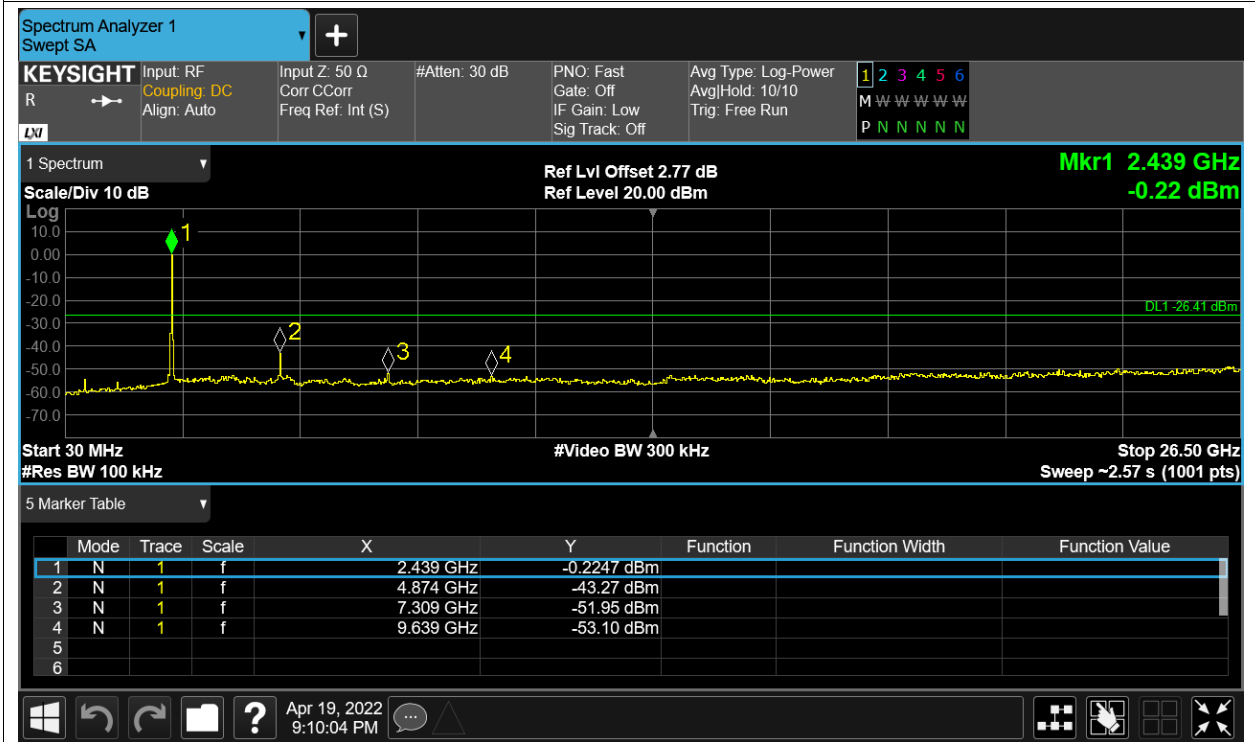 Spectrum Analyzer 1
Swept SA
+
KEYSIGHT
R
LXI
Input: RF
Coupling: DC
Align: Auto
Input Z: 50 Ω
Corr CCorr
Freq Ref: Int (S)
#Atten: 30 dB
PNO: Fast
Gate: Off
IF Gain: Low
Sig Track: Off
Avg Type: Log-Power
Avg|Hold: 10/10
Trig: Free Run
1 2 3 4 5 6
M W W W W W
P N N N N N
1 Spectrum
Scale/Div 10 dB
Ref Lvl Offset 2.77 dB
Ref Level 20.00 dBm
Mkr1 2.439 GHz
-0.22 dBm
Log
10.0
0.00
-10.0
-20.0
-30.0
-40.0
-50.0
-60.0
-70.0
1
2
3
4
DL1 -26.41 dBm
Start 30 MHz
#Video BW 300 kHz
Stop 26.50 GHz
#Res BW 100 kHz
Sweep ~2.57 s (1001 pts)
5 Marker Table
Mode Trace Scale X Y Function Function Width Function Value
1 N 1 f 2.439 GHz -0.2247 dBm
2 N 1 f 4.874 GHz -43.27 dBm
3 N 1 f 7.309 GHz -51.95 dBm
4 N 1 f 9.639 GHz -53.10 dBm
5
6
?
Apr 19, 2022
9:10:04 PM